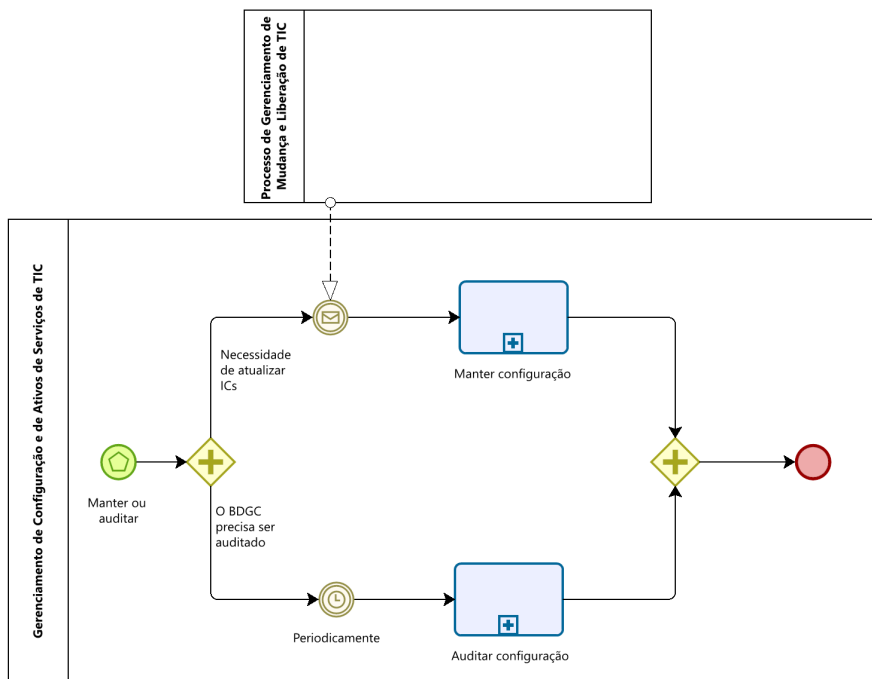 Processo de Gerenciamento de
Mudança e Liberação de TIC
Gerenciamento de Configuração e de Ativos de Serviços de TIC
Necessidade
de atualizar
ICs
Manter configuração
Manter ou
auditar
O BDGC
precisa ser
auditado
Periodicamente
Auditar configuração